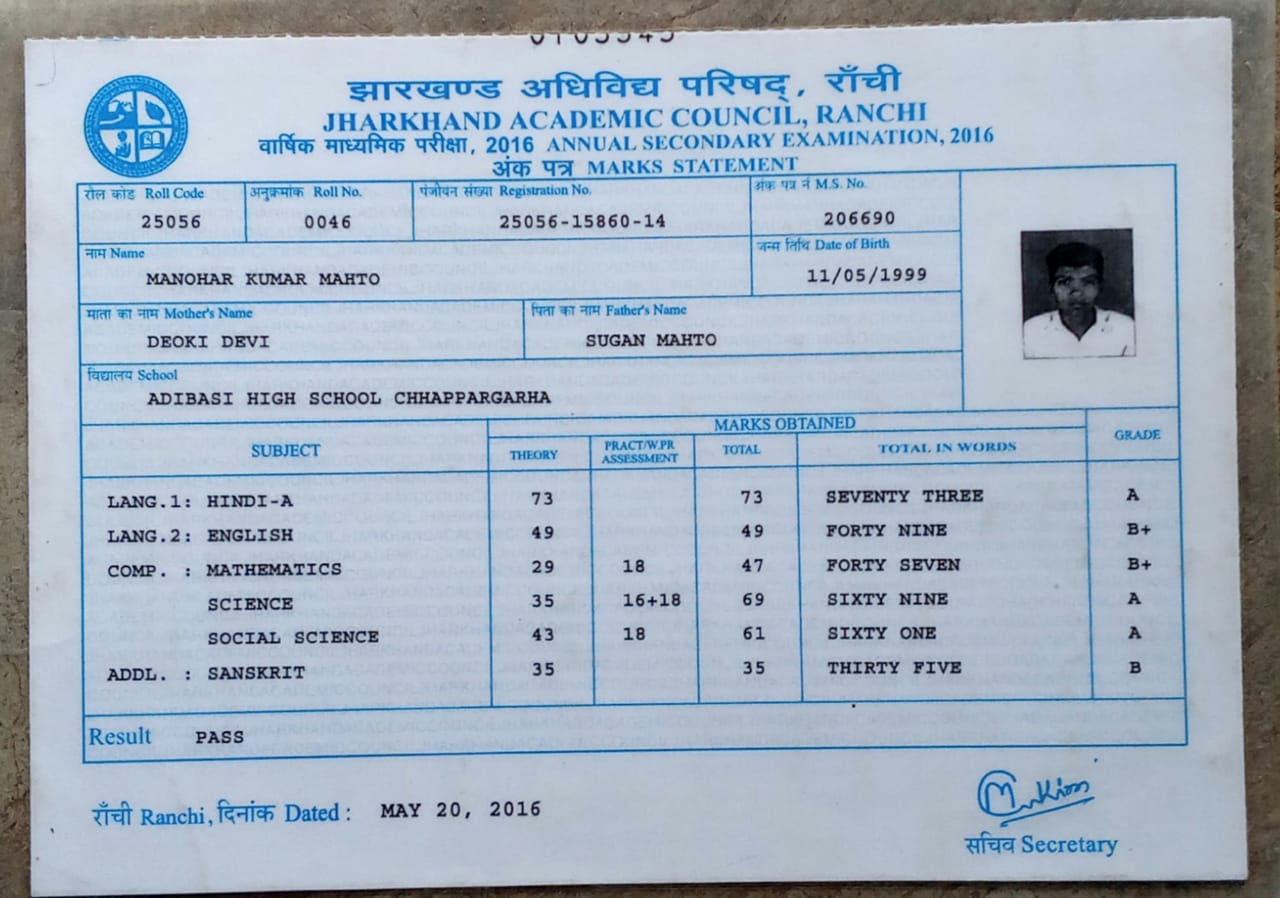 झारखण्ड अधिविद्य परिषद्, राँची
JHARKHAND ACADEMIC COUNCIL, RANCHI
वार्षिक माध्यमिक परीक्षा, 2016 ANNUAL SECONDARY EXAMINATION, 2016
अंक पत्र MARKS STATEMENT
रौल कोड Roll Code अनुक्रमांक Roll No. पंजीयन संख्या Registration No. अंक पत्र नं M.S. No.
25056 0046 25056-15860-14 206690
नाम Name जन्म तिथि Date of Birth
MANOHAR KUMAR MAHTO 11/05/1999
माता का नाम Mother's Name पिता का नाम Father's Name
DEOKI DEVI SUGAN MAHTO
विद्यालय School
ADIBASI HIGH SCHOOL CHHAPPARGARHA
SUBJECT MARKS OBTAINED GRADE
THEORY PRACT/W.PR ASSESSMENT TOTAL TOTAL IN WORDS
LANG.1: HINDI-A 73 73 SEVENTY THREE A
LANG.2: ENGLISH 49 49 FORTY NINE B+
COMP. : MATHEMATICS 29 18 47 FORTY SEVEN B+
SCIENCE 35 16+18 69 SIXTY NINE A
SOCIAL SCIENCE 43 18 61 SIXTY ONE A
ADDL. : SANSKRIT 35 35 THIRTY FIVE B
Result PASS
राँची Ranchi, दिनांक Dated : MAY 20, 2016
सचिव Secretary